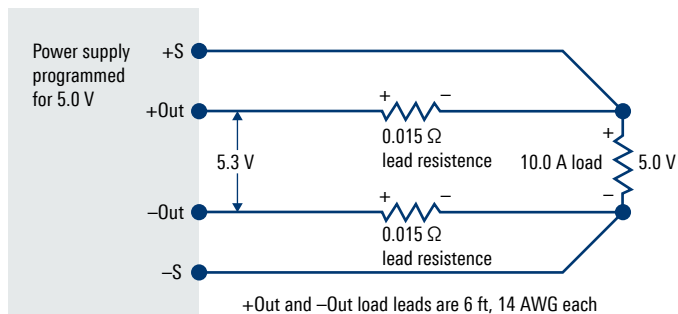 Power supply
programmed
for 5.0 V
+S
+Out
–Out
–S
5.3 V
+ –
0.015 Ω
lead resistence
+ –
0.015 Ω
lead resistence
10.0 A load
+
–
5.0 V
+Out and –Out load leads are 6 ft, 14 AWG each